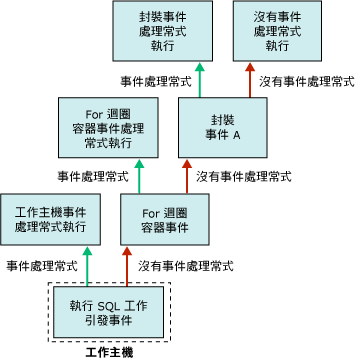 封裝事件
處理常式
執行
沒有事件
處理常式
執行
事件處理常式
沒有事件處理常式
For 迴圈
容器事件處理
常式執行
封裝
事件 A
事件處理常式
沒有事件處理常式
工作主機事件
處理常式執行
For 迴圈
容器事件
事件處理常式
沒有事件處理常式
執行 SQL 工作
引發事件
工作主機